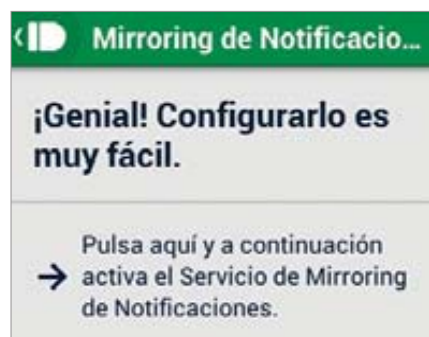 Mirroring de Notificacio...
¡Genial! Configurarlo es
muy fácil.
Pulsa aquí y a continuación
activa el Servicio de Mirroring
de Notificaciones.